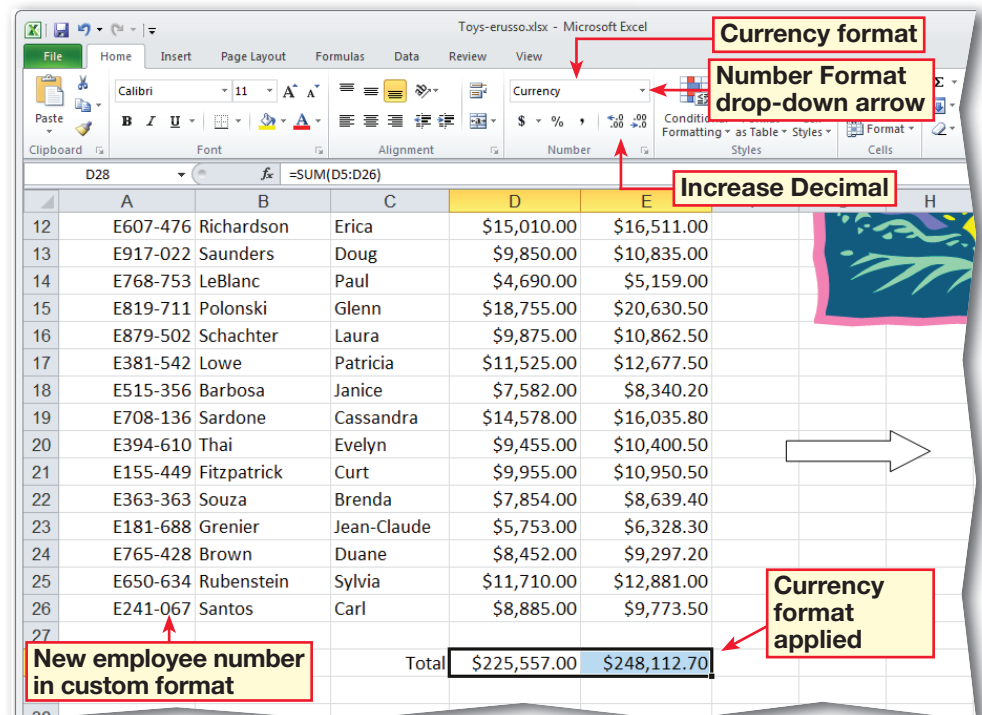 Toys-erusso.xlsx - Microsoft Excel
Currency format
File Home Insert Page Layout Formulas Data Review View
Number Format
drop-down arrow
Calibri 11 A A Currency Σ
Paste B I U A $ % , .00 .00
Formatting as Table Styles Format
Clipboard Font Alignment Number Styles Cells
D28 fx =SUM(D5:D26)
Increase Decimal
A B C D E H
12 E607-476 Richardson Erica $15,010.00 $16,511.00
13 E917-022 Saunders Doug $9,850.00 $10,835.00
14 E768-753 LeBlanc Paul $4,690.00 $5,159.00
15 E819-711 Polonski Glenn $18,755.00 $20,630.50
16 E879-502 Schachter Laura $9,875.00 $10,862.50
17 E381-542 Lowe Patricia $11,525.00 $12,677.50
18 E515-356 Barbosa Janice $7,582.00 $8,340.20
19 E708-136 Sardone Cassandra $14,578.00 $16,035.80
20 E394-610 Thai Evelyn $9,455.00 $10,400.50
21 E155-449 Fitzpatrick Curt $9,955.00 $10,950.50
22 E363-363 Souza Brenda $7,854.00 $8,639.40
23 E181-688 Grenier Jean-Claude $5,753.00 $6,328.30
24 E765-428 Brown Duane $8,452.00 $9,297.20
25 E650-634 Rubenstein Sylvia $11,710.00 $12,881.00
26 E241-067 Santos Carl $8,885.00 $9,773.50
27
Currency
format
applied
New employee number
in custom format
Total $225,557.00 $248,112.70